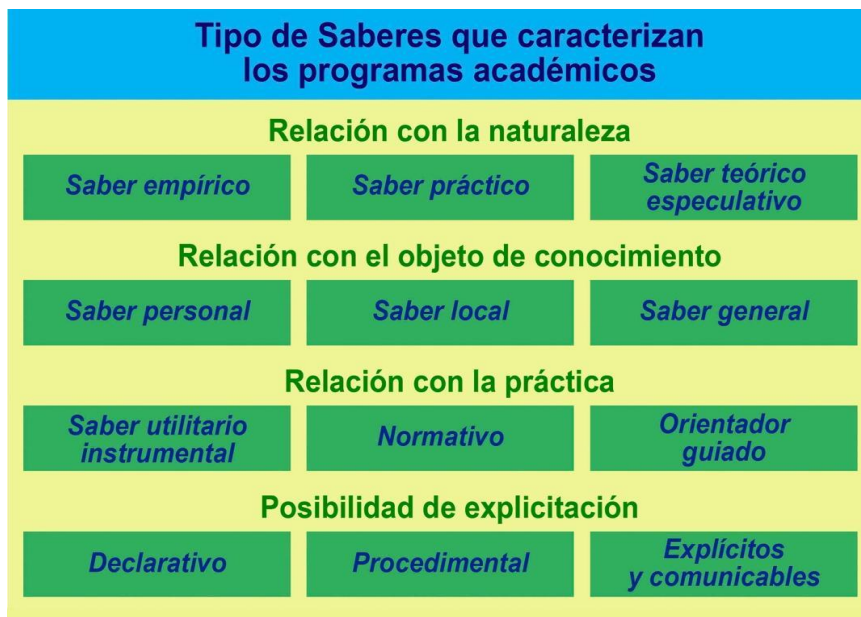 Tipo de Saberes que caracterizan
los programas académicos
Relación con la naturaleza
Saber empírico
Saber práctico
Saber teórico
especulativo
Relación con el objeto de conocimiento
Saber personal
Saber local
Saber general
Relación con la práctica
Saber utilitario
instrumental
Normativo
Orientador
guiado
Posibilidad de explicitación
Declarativo
Procedimental
Explícitos
y comunicables